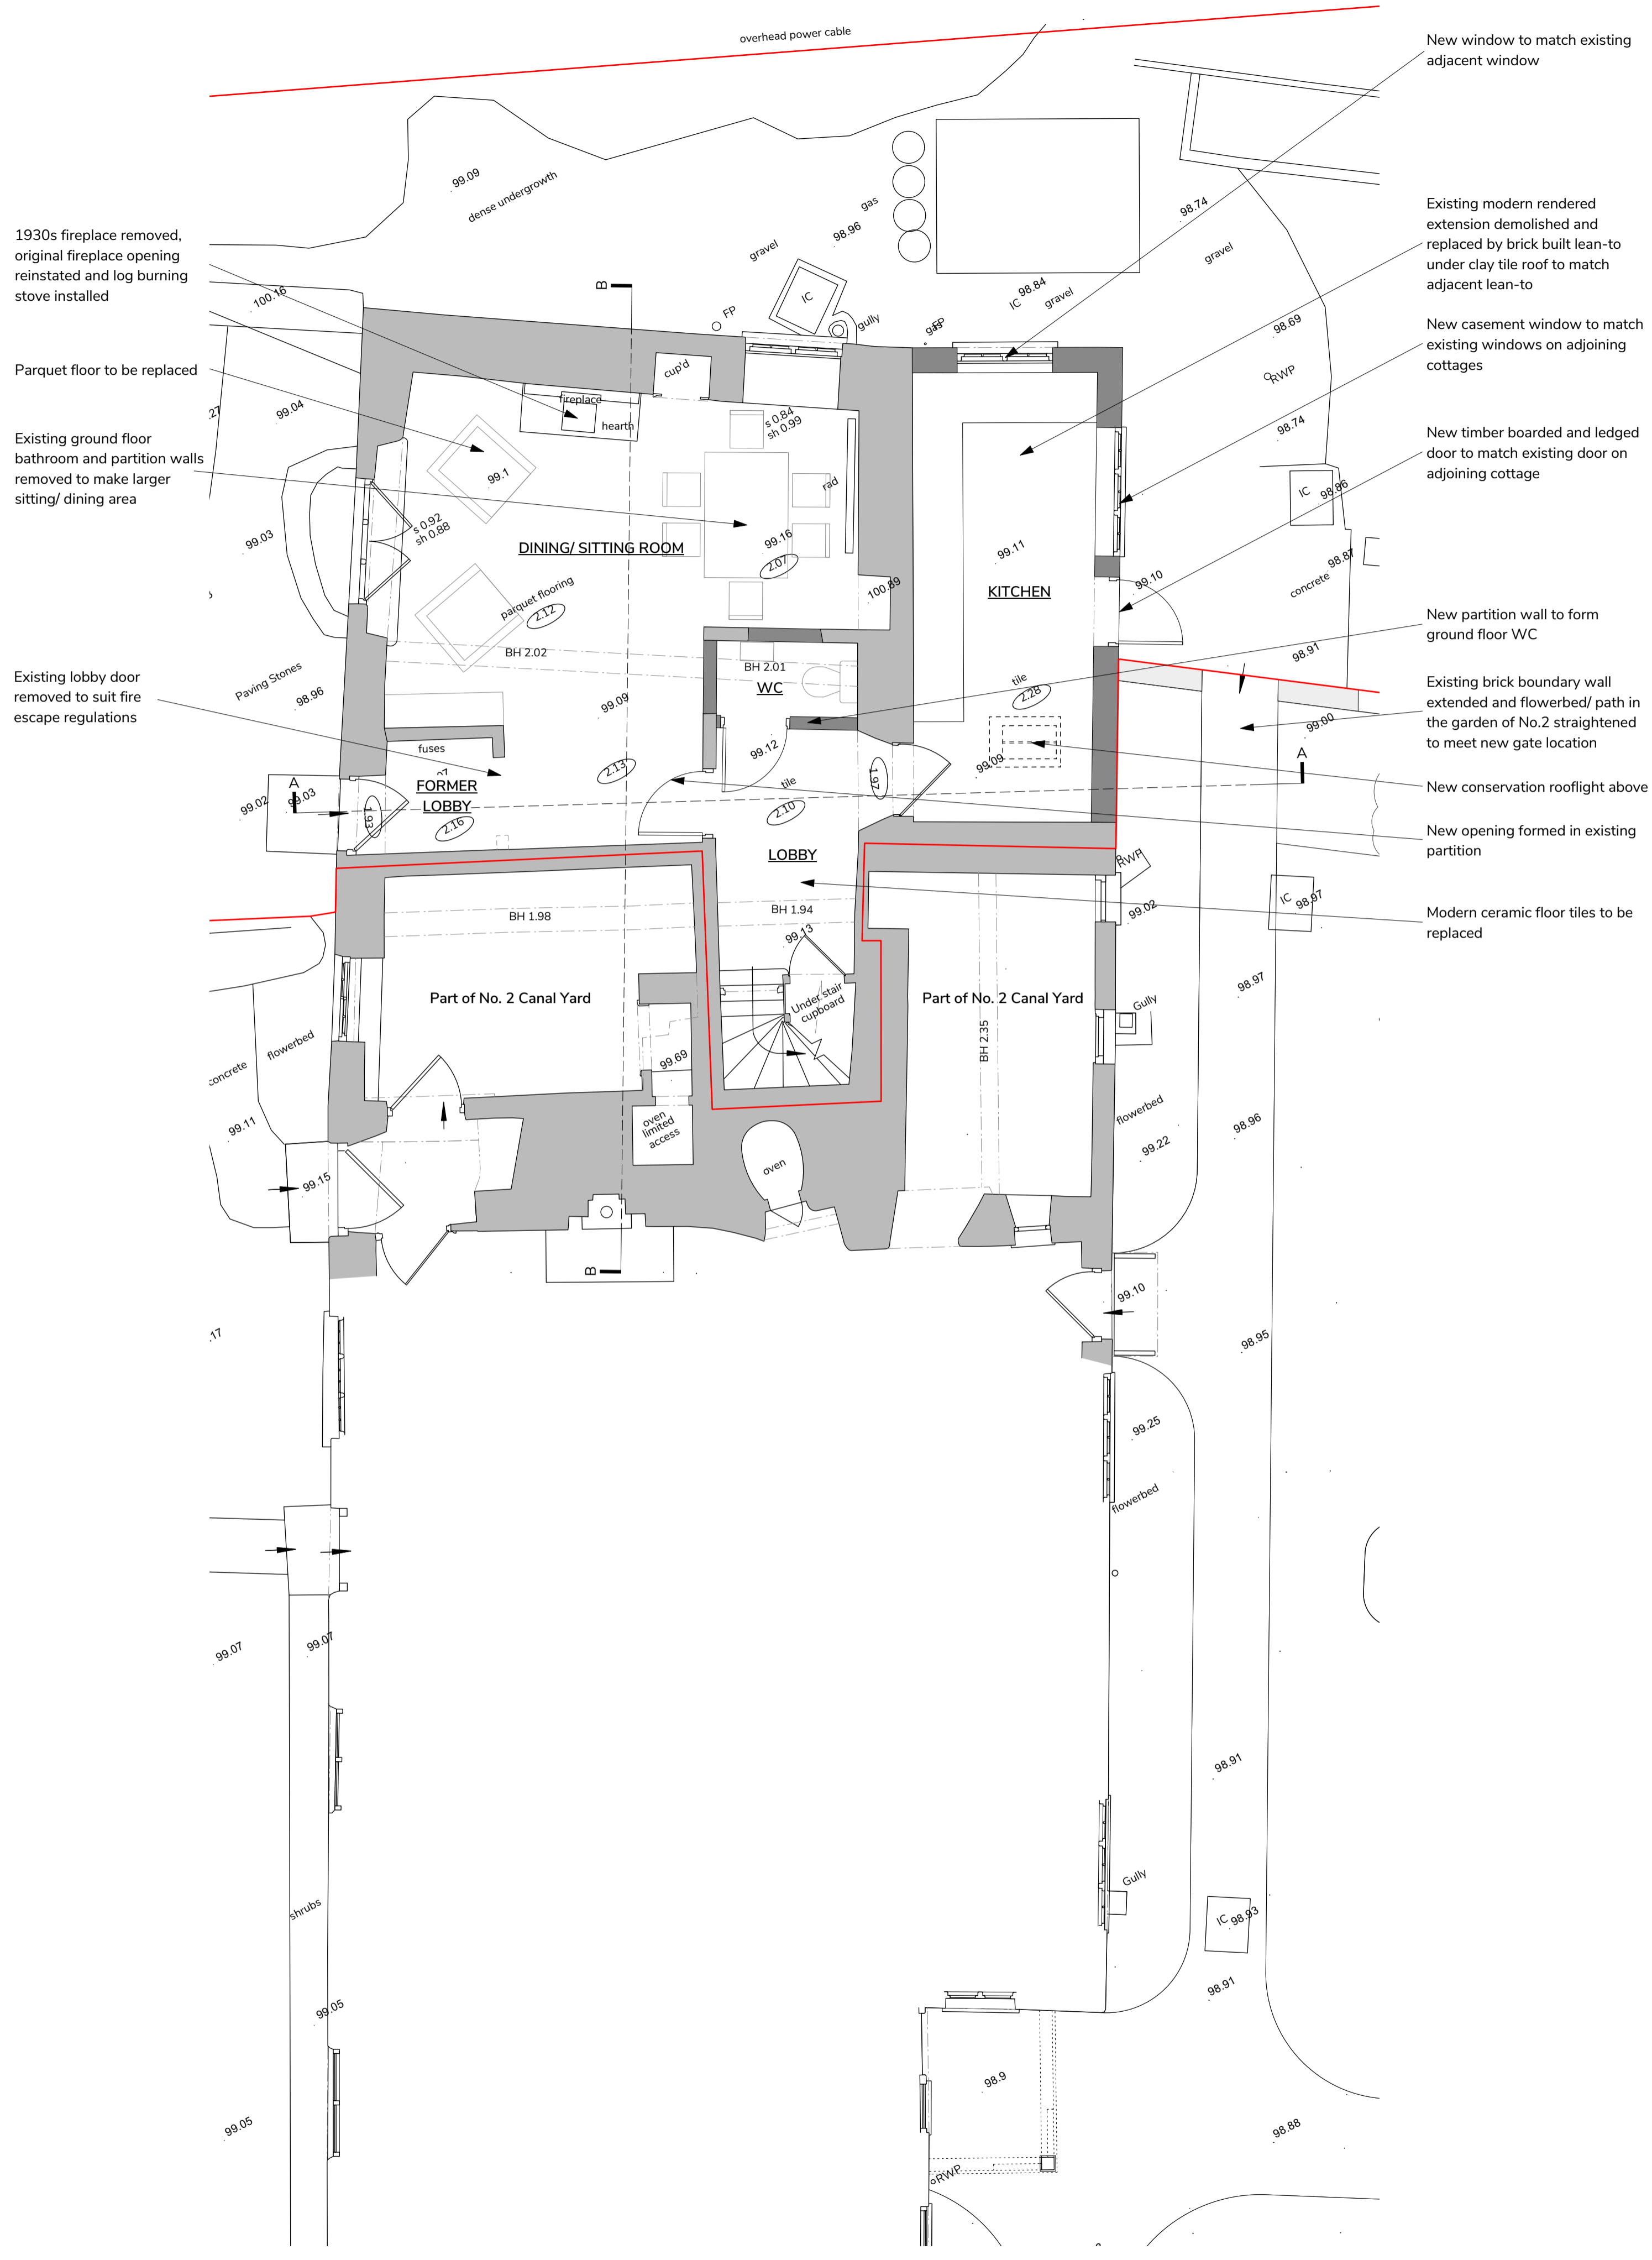 overhead power cable
New window to match existing
adjacent window
99.09
dense undergrowth
gas
98.96
gravel
98.74
gravel
Existing modern rendered
extension demolished and
replaced by brick built lean-to
under clay tile roof to match
adjacent lean-to
1930s fireplace removed,
original fireplace opening
reinstated and log burning
stove installed
100.16
B
FP
IC
gully
gas
FP
IC 98.84
gravel
98.69
RWP
New casement window to match
existing windows on adjoining
cottages
Parquet floor to be replaced
cup'd
fireplace
hearth
.27
99.04
s 0.84
sh 0.99
98.74
Existing ground floor
bathroom and partition walls
removed to make larger
sitting/ dining area
New timber boarded and ledged
door to match existing door on
adjoining cottage
99.1
rad
IC
98.86
s 0.92
sh 0.88
99.03
DINING/ SITTING ROOM
99.16
2.07
99.11
98.87
concrete
KITCHEN
100.89
99.10
parquet flooring
2.12
New partition wall to form
ground floor WC
BH 2.02
BH 2.01
WC
98.91
Paving Stones
98.96
tile
2.28
Existing lobby door
removed to suit fire
escape regulations
Existing brick boundary wall
extended and flowerbed/ path in
the garden of No.2 straightened
to meet new gate location
99.09
99.00
fuses
99.12
A
A
FORMER
LOBBY
2.13
tile
1.97
99.09
New conservation rooflight above
99.02
99.03
1.93
2.16
2.10
New opening formed in existing
partition
LOBBY
RWP
IC
98.97
Modern ceramic floor tiles to be
replaced
BH 1.98
BH 1.94
99.02
99.13
98.97
Part of No. 2 Canal Yard
Under stair
cupboard
Part of No. 2 Canal Yard
Gully
BH 2.35
flowerbed
concrete
99.69
99.11
oven
limited
access
flowerbed
98.96
99.22
oven
99.15
B
99.10
.17
98.95
99.25
flowerbed
99.07
99.07
98.91
Gully
shrubs
IC
98.93
98.91
99.05
98.9
99.05
98.88
RWP